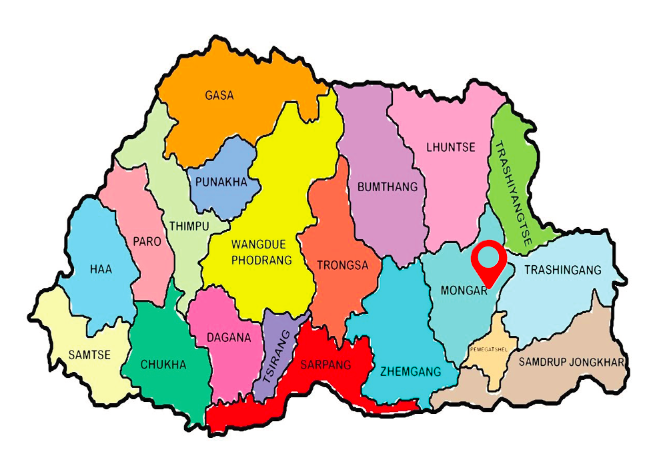 GASA
LHUNTSE
TRASHIYANGTSE
PUNAKHA
BUMTHANG
THIMPU
PARO
WANGDUE
PHODRANG
HAA
TRONGSA
TRASHINGANG
MONGAR
DAGANA
TSIRANG
SAMTSE
CHUKHA
SARPANG
ZHEMGANG
PEMEGATSHEL
SAMDRUP JONGKHAR